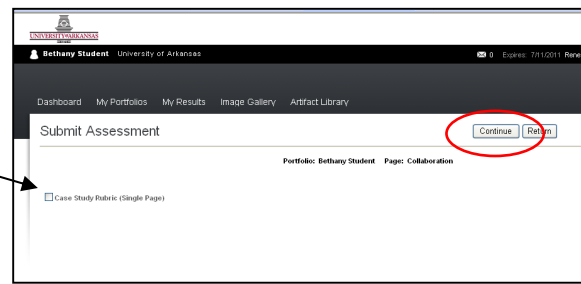 UNIVERSITY OF ARKANSAS
Bethany Student University of Arkansas 0 Expires: 7/11/2011 Rene
Dashboard My Portfolios My Results Image Gallery Artifact Library
Submit Assessment Continue Return
Portfolio: Bethany Student Page: Collaboration
Case Study Rubric (Single Page)